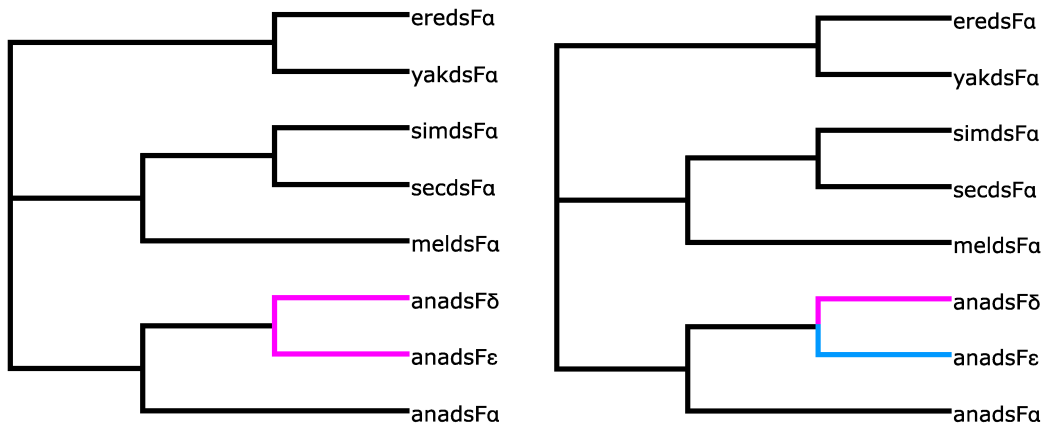 eredsFα
yakdsFα
simdsFα
secdsFα
meldsFα
anadsFδ
anadsFε
anadsFα
eredsFα
yakdsFα
simdsFα
secdsFα
meldsFα
anadsFδ
anadsFε
anadsFα